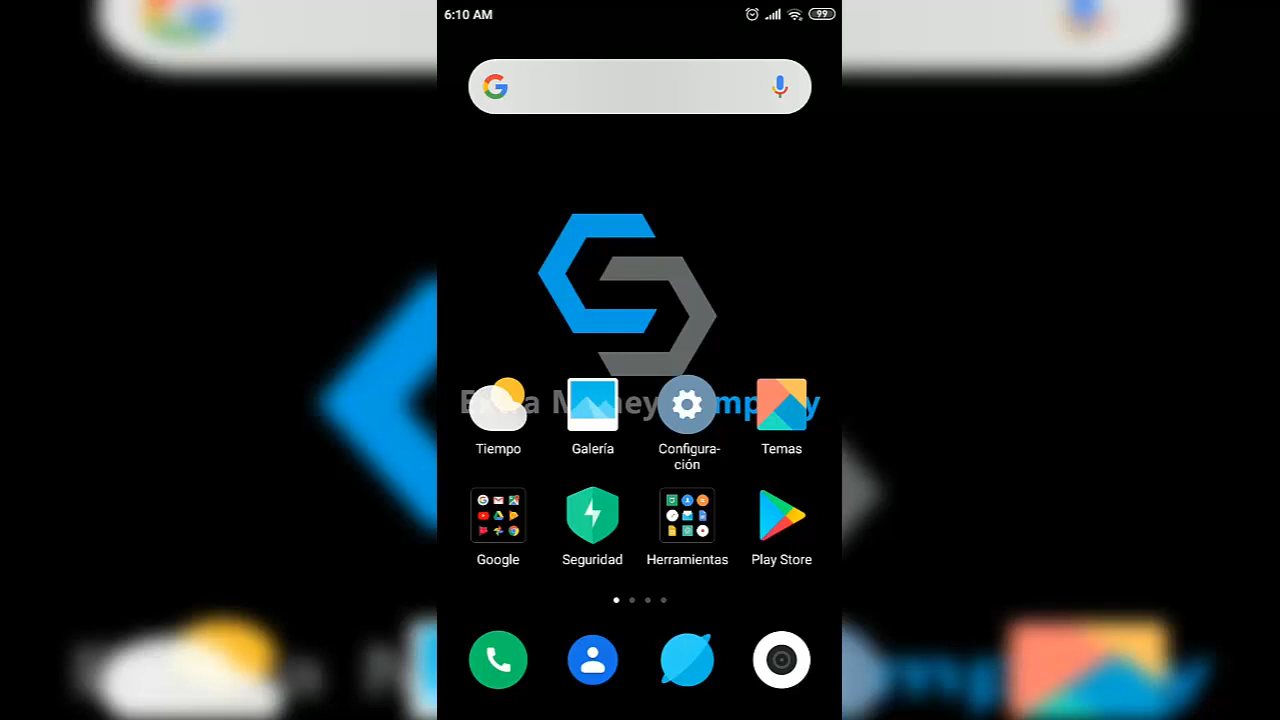 6:10 AM
99
Tiempo
Galería
Configura-
ción
Temas
Google
Seguridad
Herramientas
Play Store